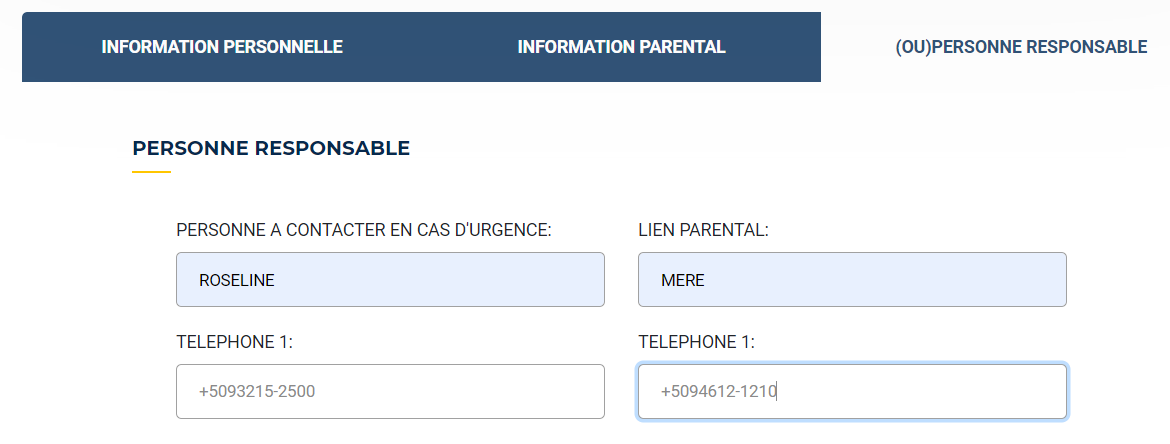 INFORMATION PERSONNELLE INFORMATION PARENTAL (OU)PERSONNE RESPONSABLE
PERSONNE RESPONSABLE
PERSONNE A CONTACTER EN CAS D'URGENCE: LIEN PARENTAL:
ROSELINE MERE
TELEPHONE 1: TELEPHONE 1:
+5093215-2500 +5094612-1210